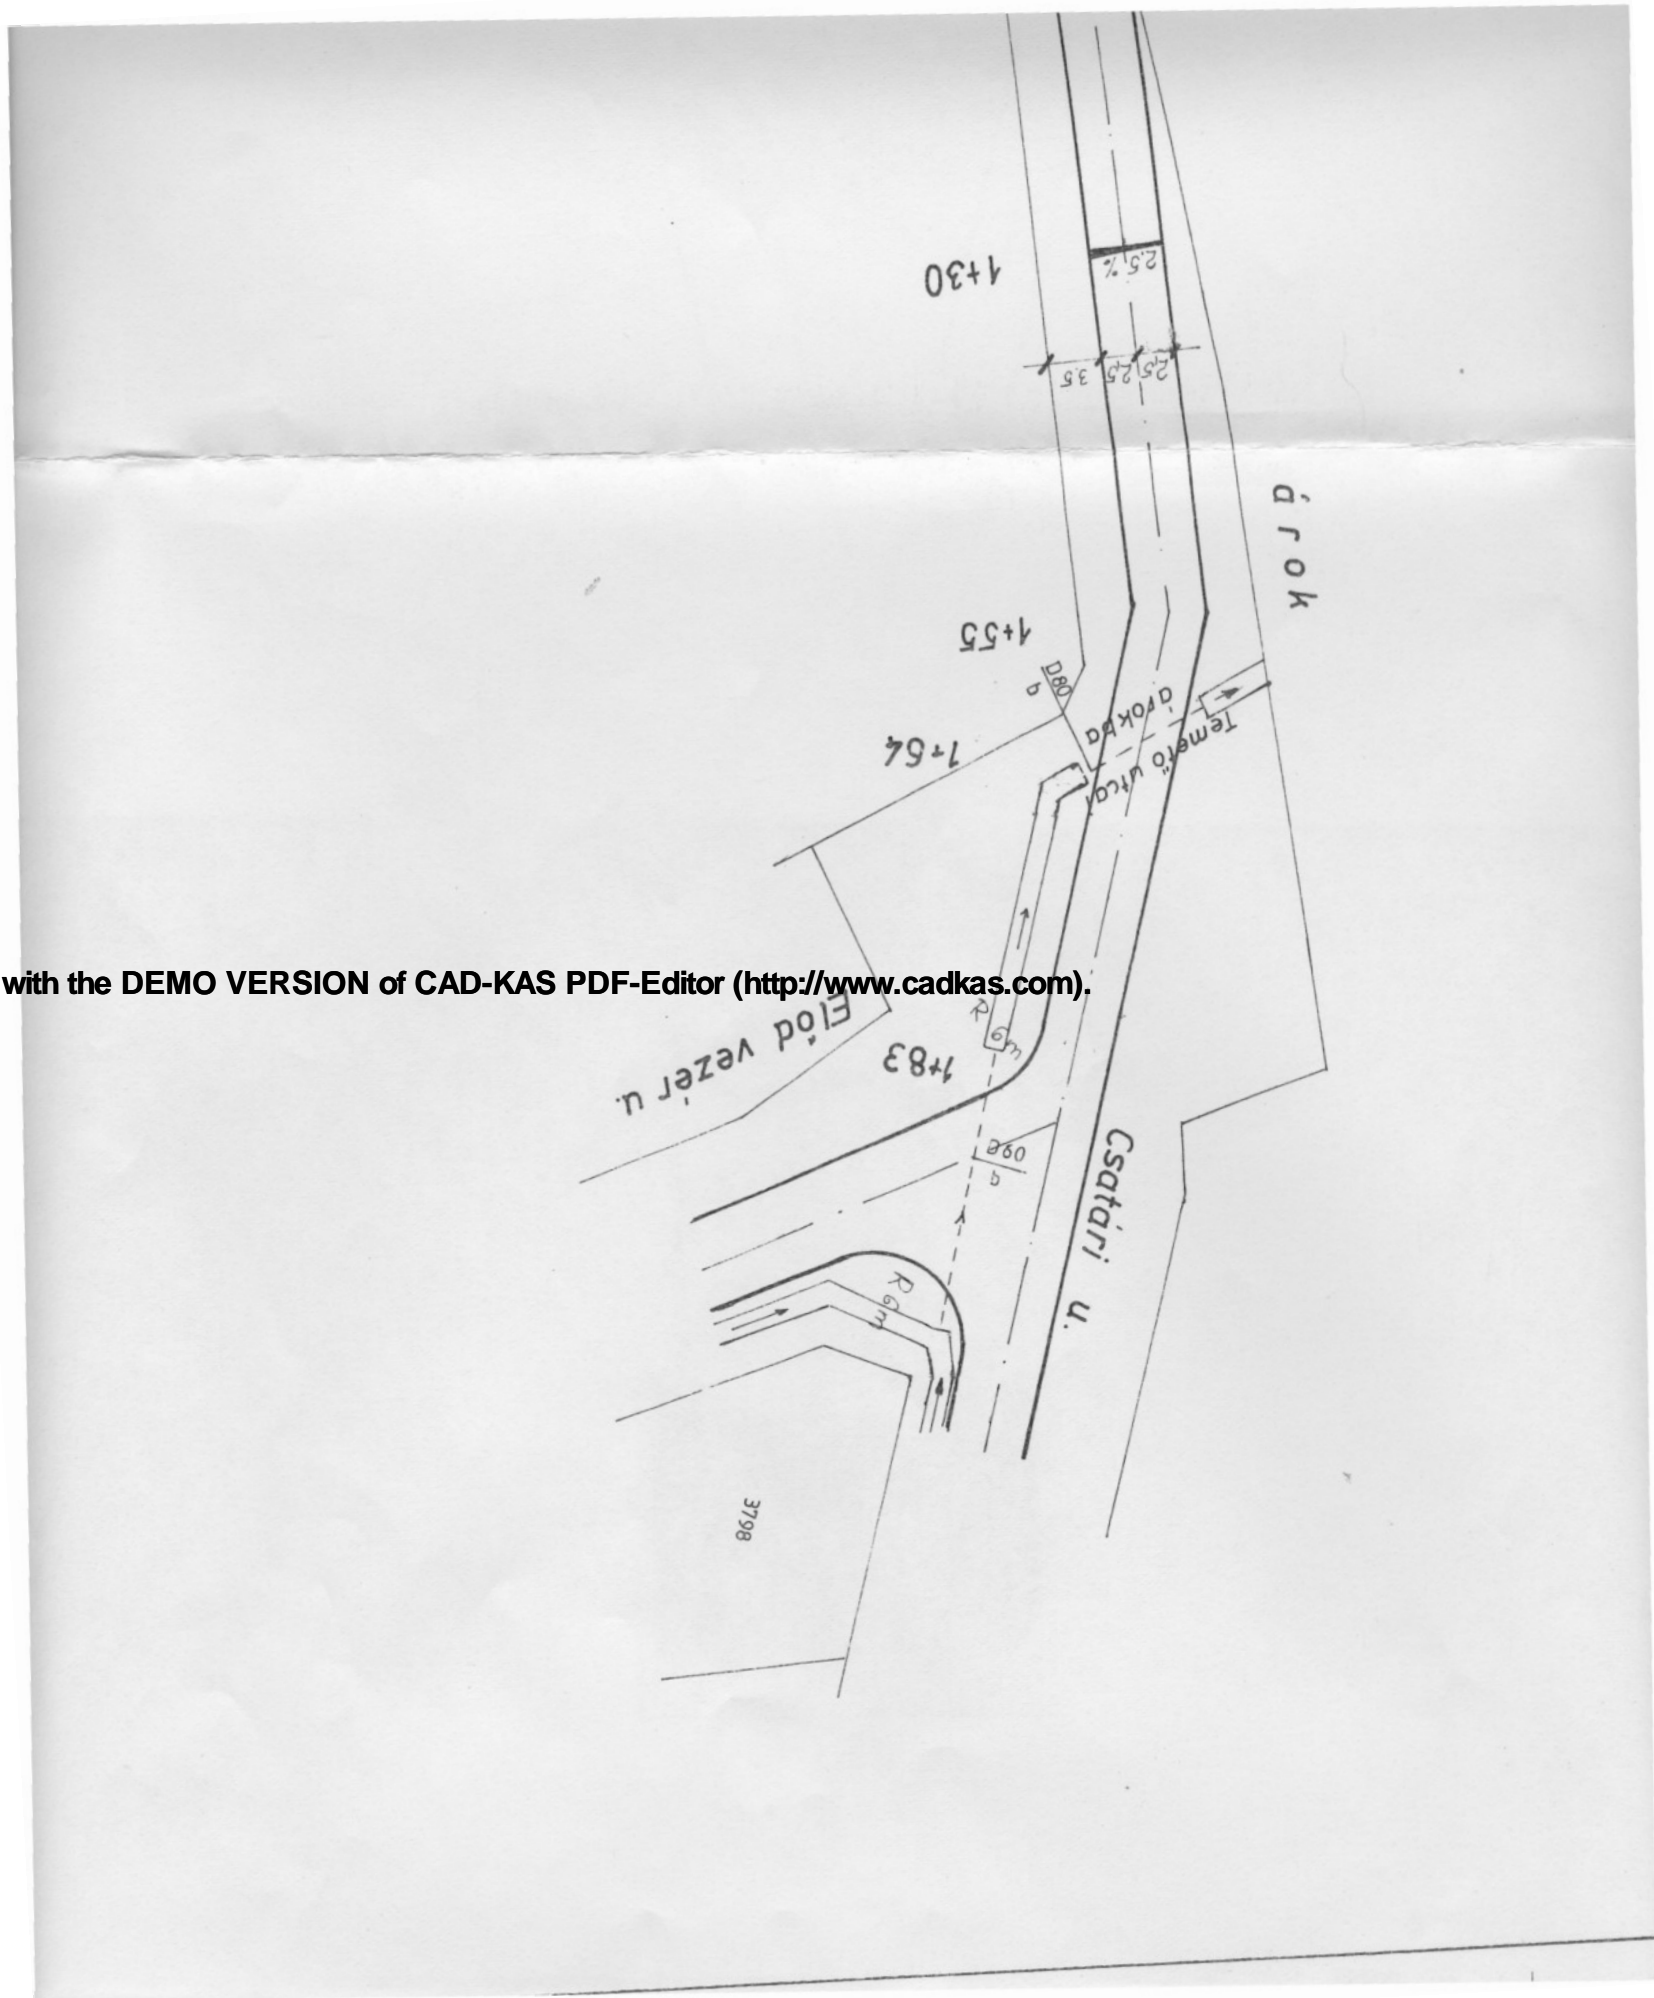 1+30
2.5 %
3.5 2,5 2,5
árok
1+55
D80
b
1+54
Temető utcai
árokba
with the DEMO VERSION of CAD-KAS PDF-Editor (http://www.cadkas.com).
Előd vezér u.
R 6m
1+83
D60
b
Csatári u.
R 6m
3798